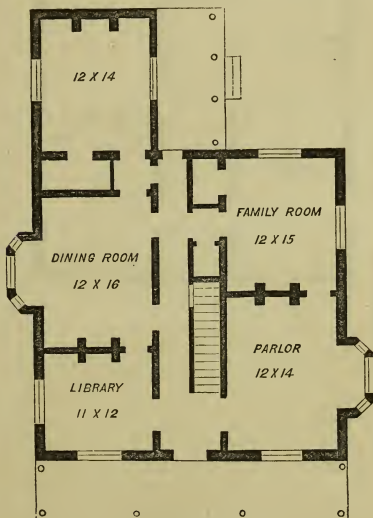 12 X 14
FAMILY ROOM
12 X 15
DINING ROOM
12 X 16
PARLOR
12 X 14
LIBRARY
11 X 12